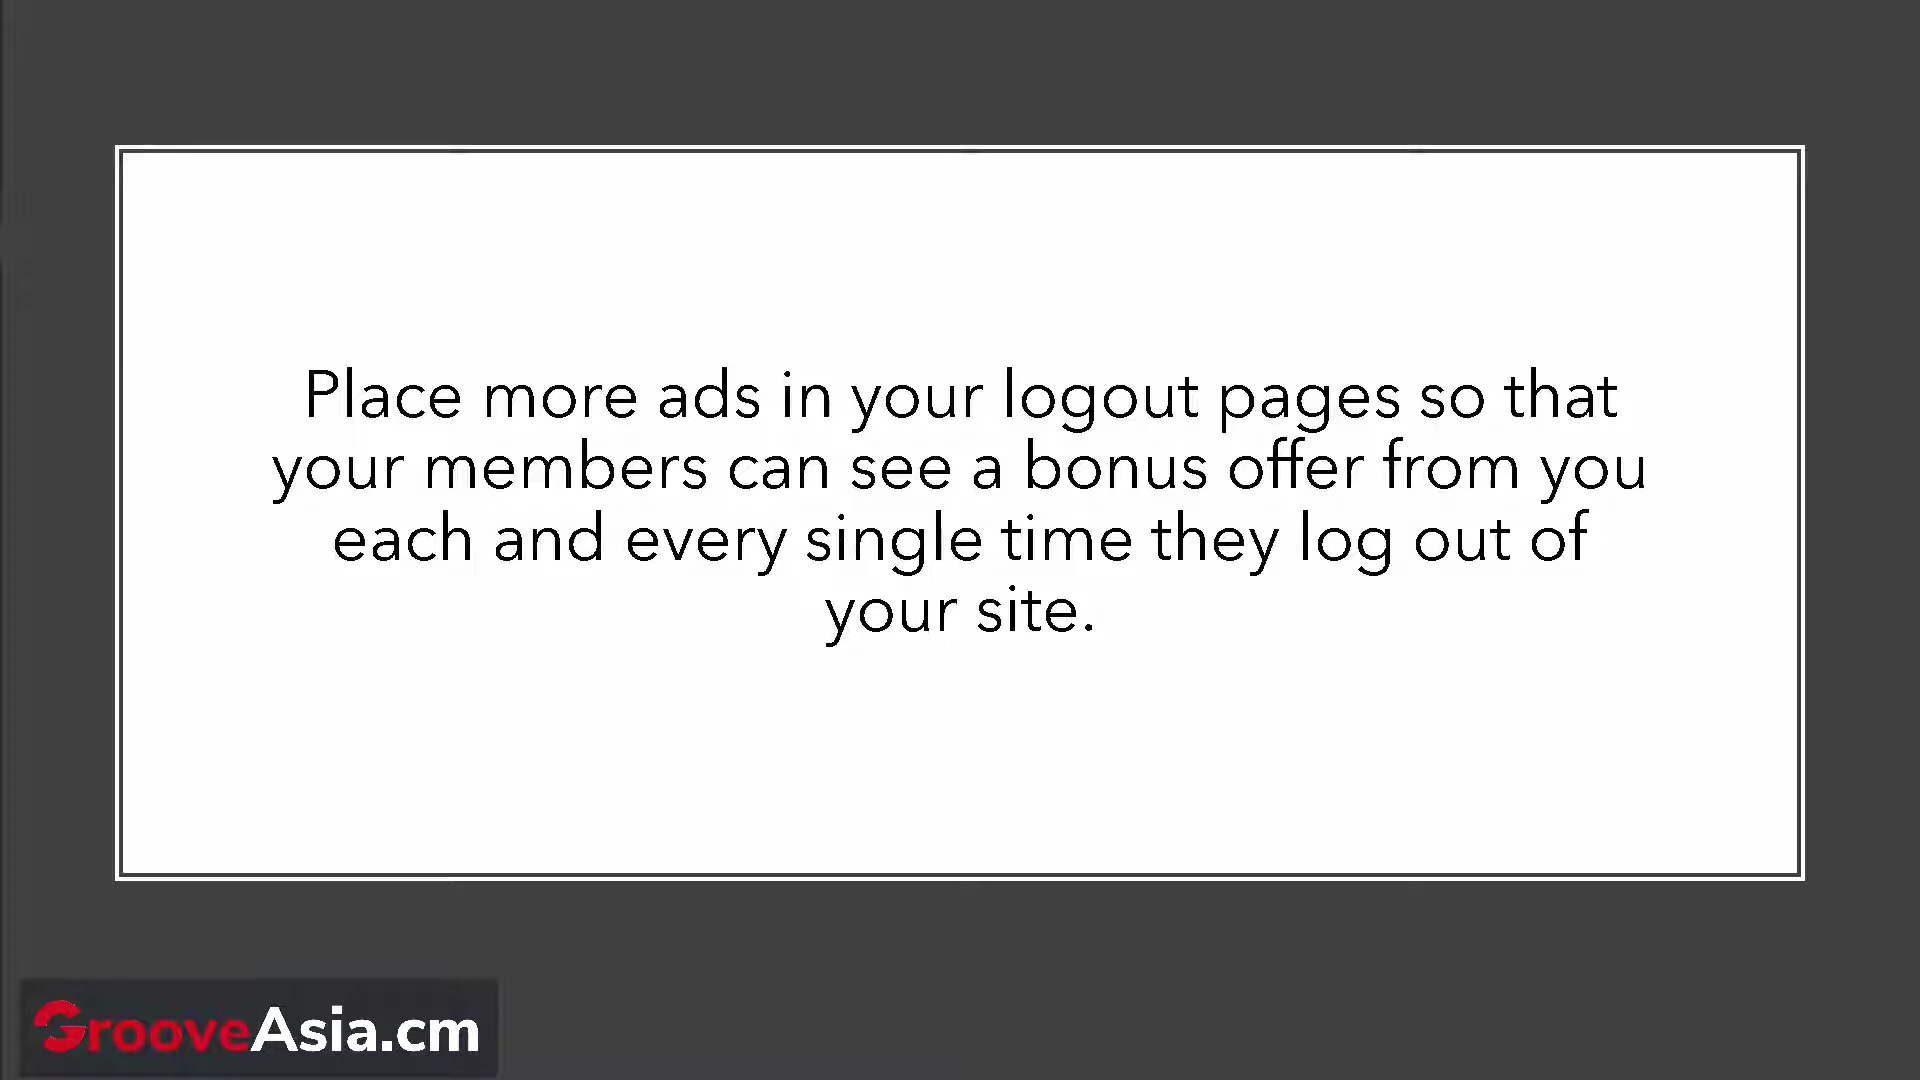 Place more ads in your logout pages so that
your members can see a bonus offer from you
each and every single time they log out of
your site.
GrooveAsia.cm